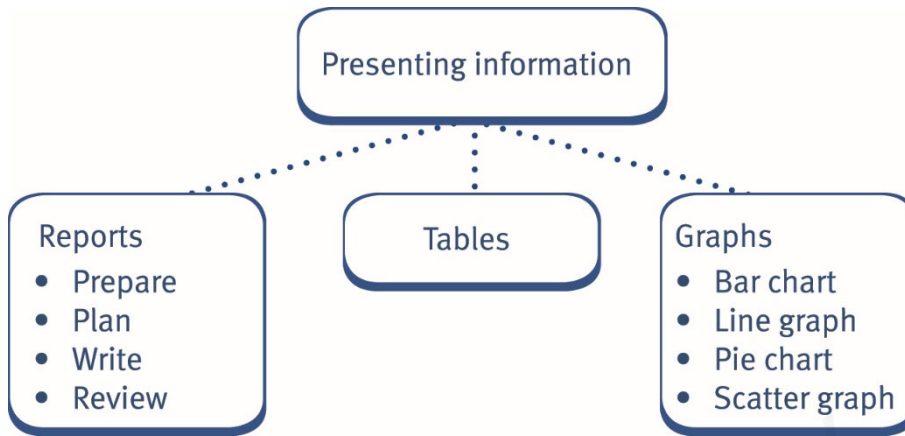 Presenting information
Reports
• Prepare
• Plan
• Write
• Review
Tables
Graphs
• Bar chart
• Line graph
• Pie chart
• Scatter graph